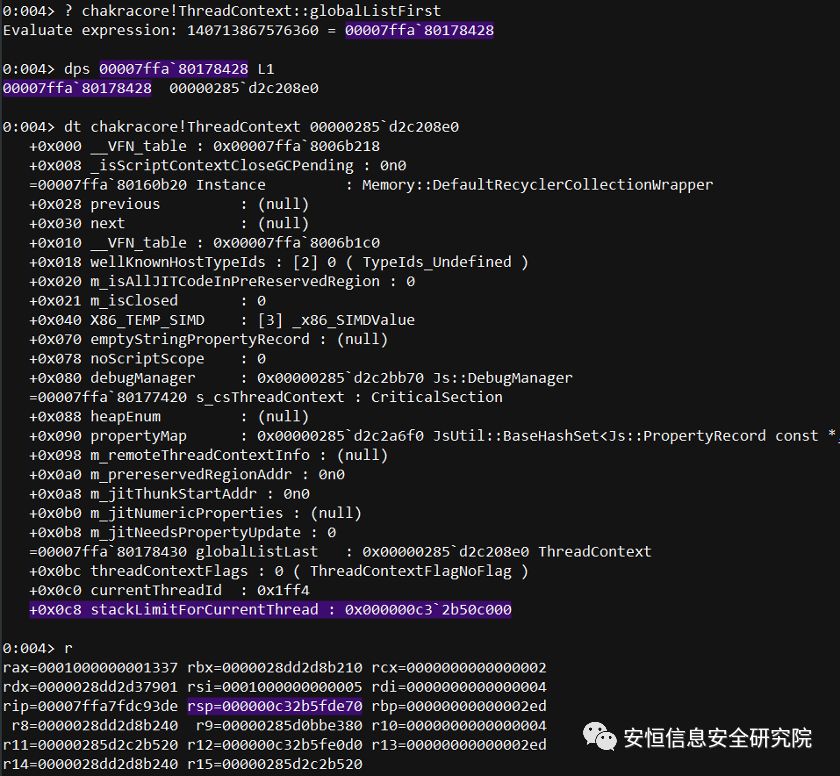 0:004> ? chakracore!ThreadContext::globalListFirst
Evaluate expression: 140713867576360 = 00007ffa`80178428
0:004> dps 00007ffa`80178428 L1
00007ffa`80178428  00000285`d2c208e0
0:004> dt chakracore!ThreadContext 00000285`d2c208e0
   +0x000 __VFN_table : 0x00007ffa`8006b218
   +0x008 _isScriptContextCloseGCPending : 0n0
   =00007ffa`80160b20 Instance         : Memory::DefaultRecyclerCollectionWrapper
   +0x028 previous         : (null)
   +0x030 next             : (null)
   +0x010 __VFN_table : 0x00007ffa`8006b1c0
   +0x018 wellKnownHostTypeIds : [2] 0 ( TypeIds_Undefined )
   +0x020 m_isAllJITCodeInPreReservedRegion : 0
   +0x021 m_isClosed       : 0
   +0x040 X86_TEMP_SIMD    : [3] _x86_SIMDValue
   +0x070 emptyStringPropertyRecord : (null)
   +0x078 noScriptScope    : 0
   +0x080 debugManager     : 0x00000285`d2c2bb70 Js::DebugManager
   =00007ffa`80177420 s_csThreadContext : CriticalSection
   +0x088 heapEnum         : (null)
   +0x090 propertyMap      : 0x00000285`d2c2a6f0 JsUtil::BaseHashSet<Js::PropertyRecord const *,
   +0x098 m_remoteThreadContextInfo : (null)
   +0x0a0 m_prereservedRegionAddr : 0n0
   +0x0a8 m_jitThunkStartAddr : 0n0
   +0x0b0 m_jitNumericProperties : (null)
   +0x0b8 m_jitNeedsPropertyUpdate : 0
   =00007ffa`80178430 globalListLast   : 0x00000285`d2c208e0 ThreadContext
   +0x0bc threadContextFlags : 0 ( ThreadContextFlagNoFlag )
   +0x0c0 currentThreadId  : 0x1ff4
   +0x0c8 stackLimitForCurrentThread : 0x000000c3`2b50c000
0:004> r
rax=0001000000001337 rbx=0000028dd2d8b210 rcx=0000000000000002
rdx=0000028dd2d37901 rsi=0001000000000005 rdi=0000000000000004
rip=00007ffa7fdc93de rsp=000000c32b5fde70 rbp=00000000000002ed
 r8=0000028dd2d8b240  r9=00000285d0bbe380 r10=0000000000000004
r11=00000285d2c2b520 r12=000000c32b5fe0d0 r13=00000000000002ed
r14=0000028dd2d8b240 r15=00000285d2c2b520
安恒信息安全研究院